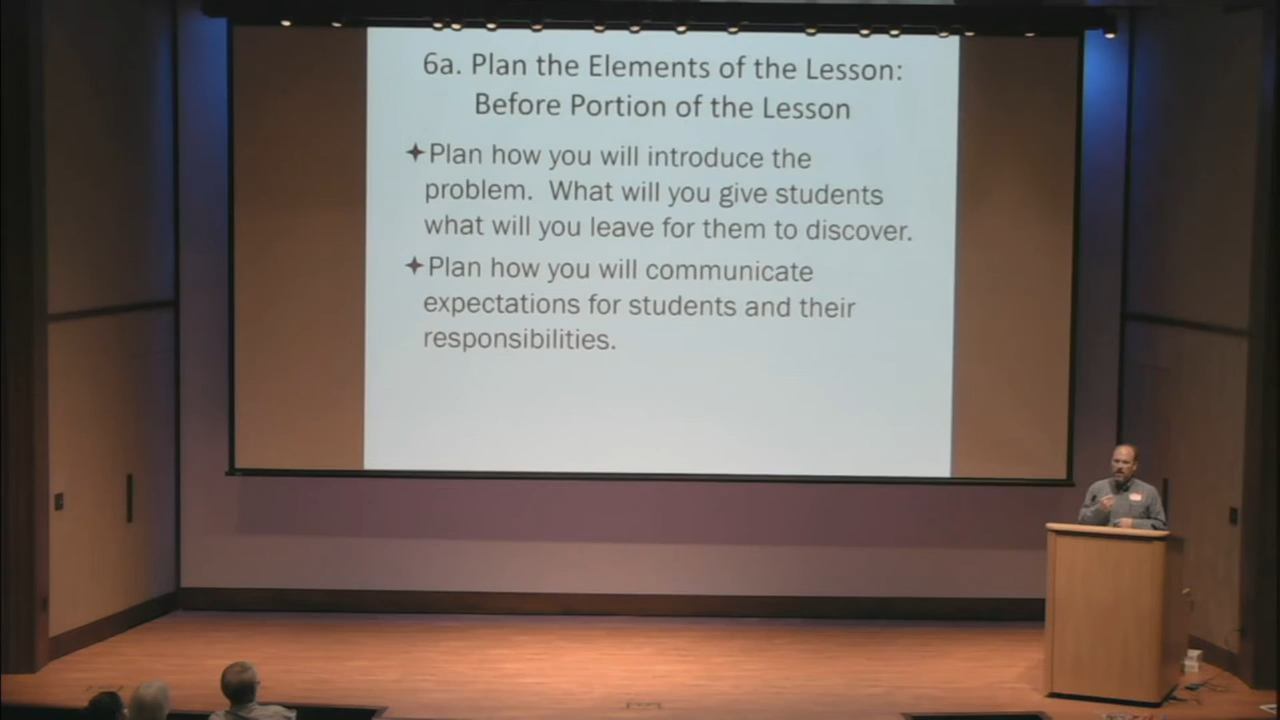 6a. Plan the Elements of the Lesson:
Before Portion of the Lesson
Plan how you will introduce the
problem. What will you give students
what will you leave for them to discover.
Plan how you will communicate
expectations for students and their
responsibilities.